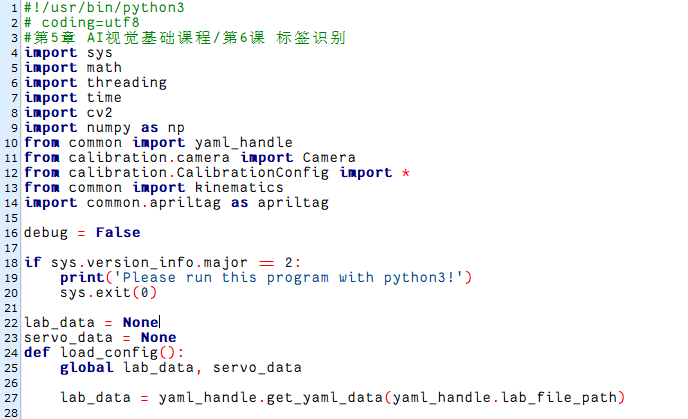 1 #!/usr/bin/python3
2 # coding=utf8
3 #第5章 AI视觉基础课程/第6课 标签识别
4 import sys
5 import math
6 import threading
7 import time
8 import cv2
9 import numpy as np
10 from common import yaml_handle
11 from calibration.camera import Camera
12 from calibration.CalibrationConfig import *
13 from common import kinematics
14 import common.apriltag as apriltag
15
16 debug = False
17
18 if sys.version_info.major == 2:
19     print('Please run this program with python3!')
20     sys.exit(0)
21
22 lab_data = None
23 servo_data = None
24 def load_config():
25     global lab_data, servo_data
26
27     lab_data = yaml_handle.get_yaml_data(yaml_handle.lab_file_path)
28